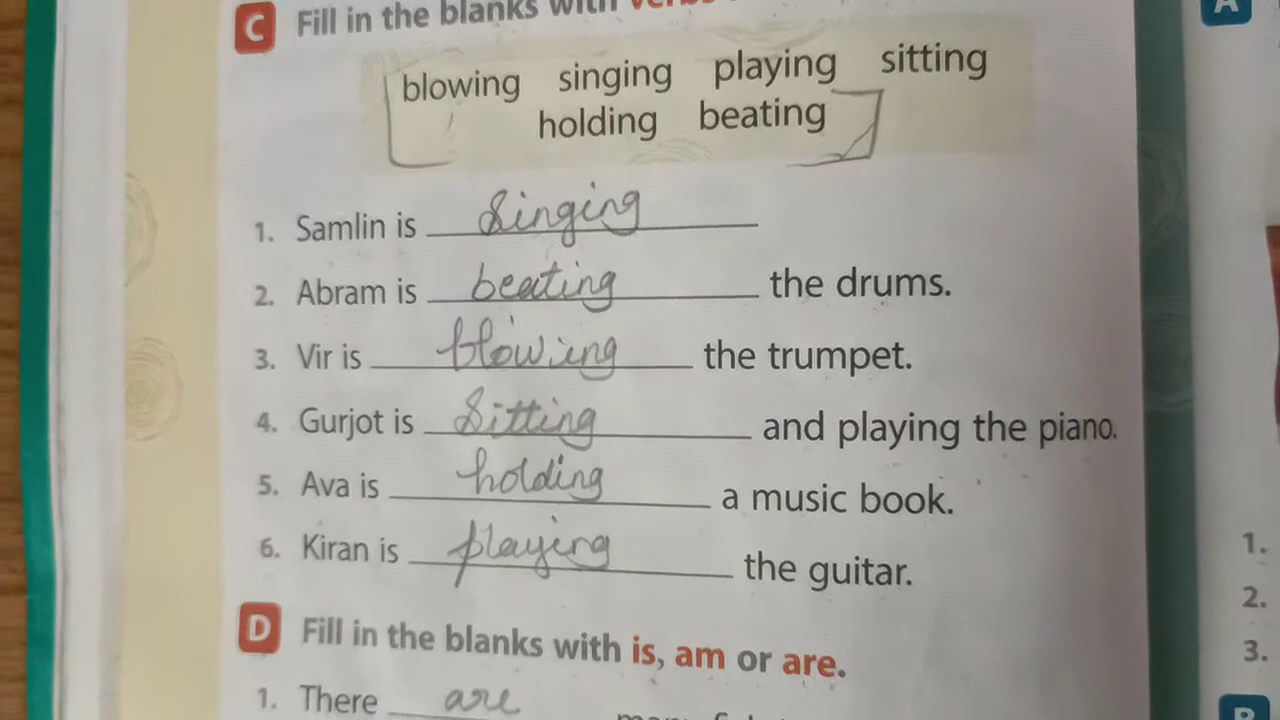 C Fill in the blanks with verbs
blowing singing playing sitting
holding beating
1. Samlin is singing
2. Abram is beating the drums.
3. Vir is blowing the trumpet.
4. Gurjot is sitting and playing the piano.
5. Ava is holding a music book.
6. Kiran is playing the guitar.
D Fill in the blanks with is, am or are.
1. There are
A
1.
2.
3.
B